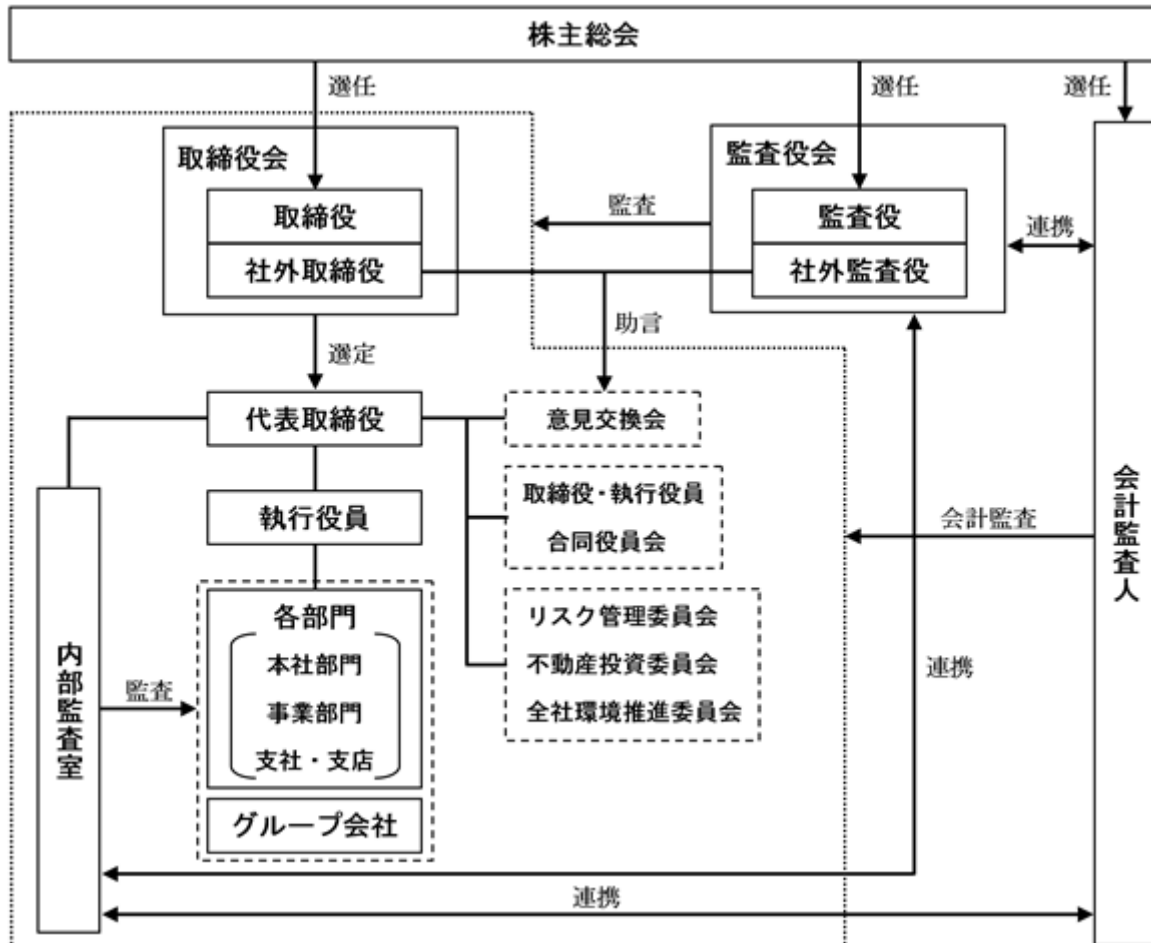 株主総会
選任
選任
選任
取締役会
取締役
社外取締役
監査
監査役会
監査役
社外監査役
連携
助言
選定
代表取締役
意見交換会
執行役員
取締役・執行役員
合同役員会
会計監査
会計監査人
各部門
本社部門
事業部門
支社・支店
グループ会社
リスク管理委員会
不動産投資委員会
全社環境推進委員会
連携
内部監査室
監査
連携